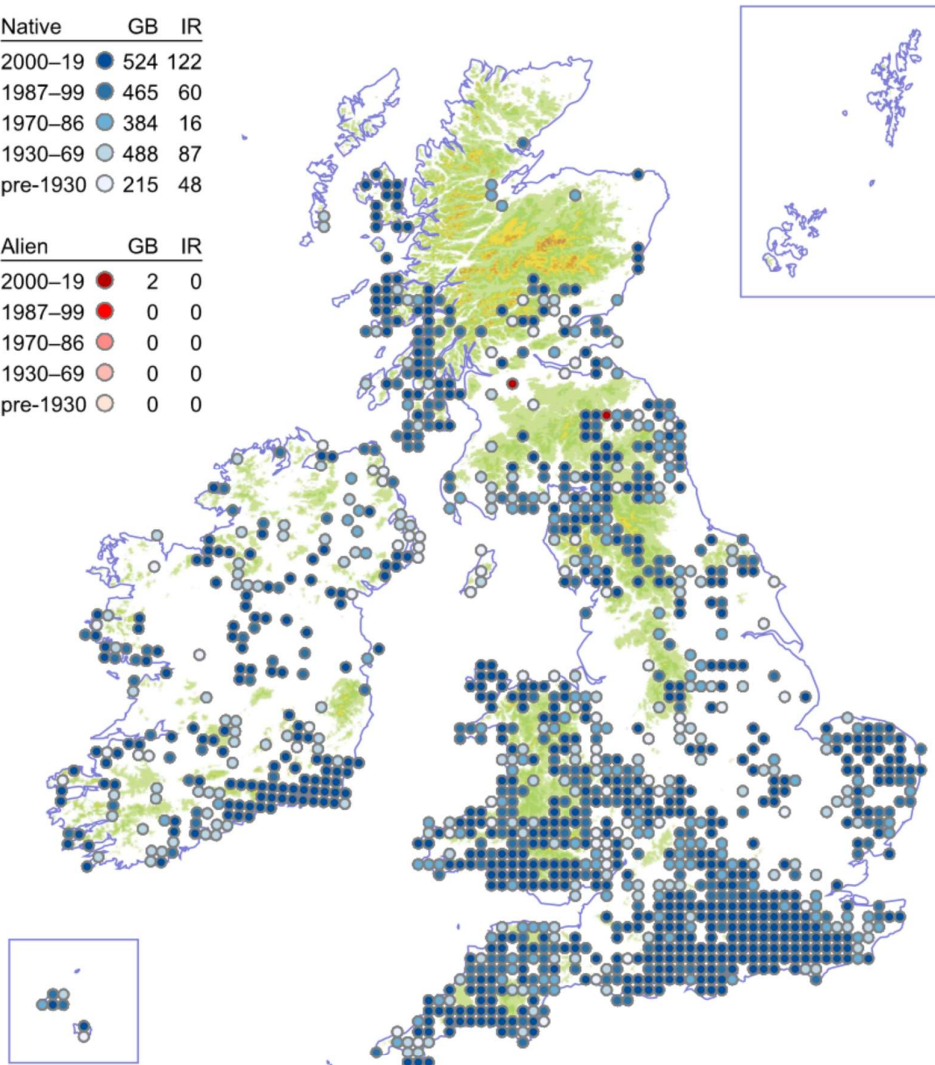 Native GB IR
2000–19 524 122
1987–99 465 60
1970–86 384 16
1930–69 488 87
pre-1930 215 48
Alien GB IR
2000–19 2 0
1987–99 0 0
1970–86 0 0
1930–69 0 0
pre-1930 0 0